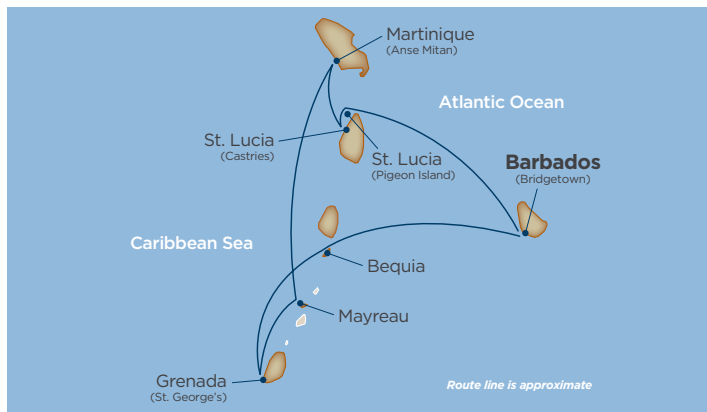 Martinique
(Anse Mitan)
Atlantic Ocean
St. Lucia
(Castries)
St. Lucia
(Pigeon Island)
Barbados
(Bridgetown)
Caribbean Sea
Bequia
Mayreau
Grenada
(St. George's)
Route line is approximate